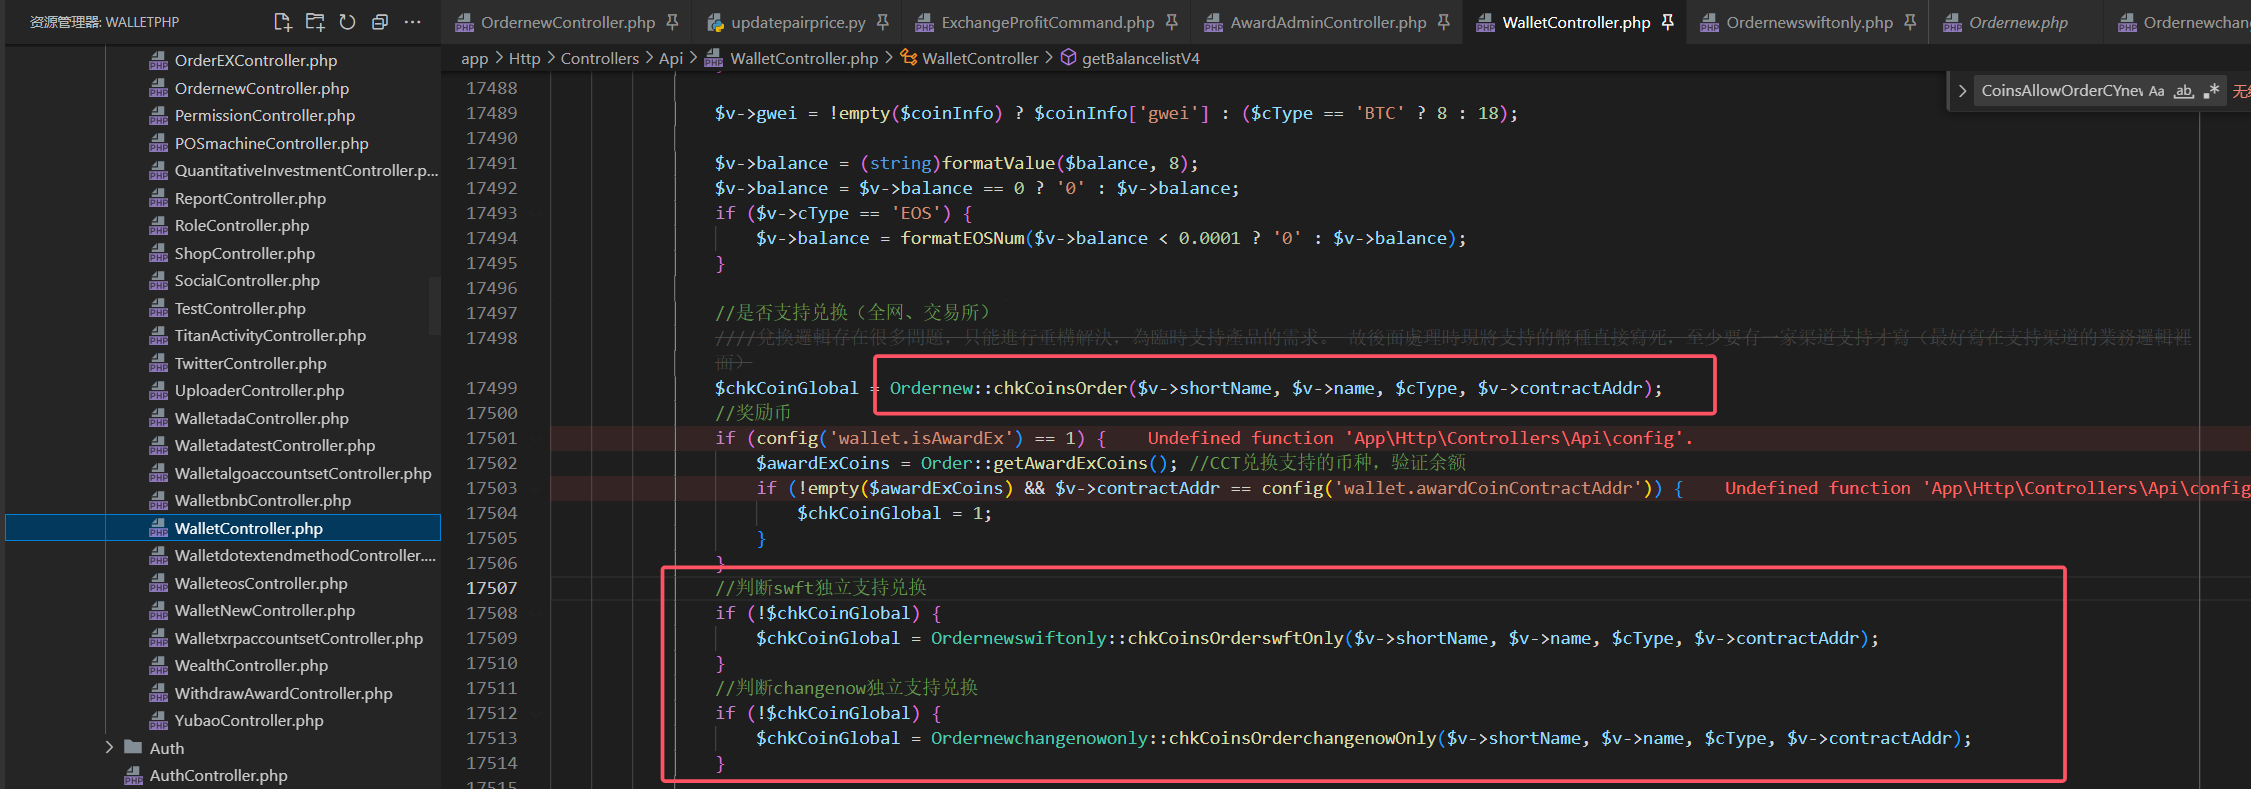 资源管理器: WALLETPHP
OrderEXController.php
OrdernewController.php
PermissionController.php
POSmachineController.php
QuantitativeInvestmentController.p...
ReportController.php
RoleController.php
ShopController.php
SocialController.php
TestController.php
TitanActivityController.php
TwitterController.php
UploaderController.php
WalletadaController.php
WalletadatestController.php
WalletalgoaccountsetController.php
WalletbnbController.php
WalletController.php
WalletdotextendmethodController....
WalleteosController.php
WalletNewController.php
WalletxrpaccountsetController.php
WealthController.php
WithdrawAwardController.php
YubaoController.php
Auth
AuthController.php
OrdernewController.php updatepairprice.py ExchangeProfitCommand.php AwardAdminController.php WalletController.php Ordernewswiftonly.php Ordernew.php Ordernewchan
app > Http > Controllers > Api > WalletController.php > WalletController > getBalancelistV4
CoinsAllowOrderCYnev Aa ab .*
17488
17489 $v->gwei = !empty($coinInfo) ? $coinInfo['gwei'] : ($cType == 'BTC' ? 8 : 18);
17490
17491 $v->balance = (string)formatValue($balance, 8);
17492 $v->balance = $v->balance == 0 ? '0' : $v->balance;
17493 if ($v->cType == 'EOS') {
17494 $v->balance = formatEOSNum($v->balance < 0.0001 ? '0' : $v->balance);
17495 }
17496
17497 //是否支持兑换（全网、交易所）
17498 ////兌換邏輯存在很多問題，只能進行重構解決，為臨時支持產品的需求。 故後面處理時現將支持的幣種直接寫死，至少要有一家渠道支持才寫（最好寫在支持渠道的業務邏輯裡
面）
17499 $chkCoinGlobal = Ordernew::chkCoinsOrder($v->shortName, $v->name, $cType, $v->contractAddr);
17500 //奖励币
17501 if (config('wallet.isAwardEx') == 1) { Undefined function 'App\Http\Controllers\Api\config'.
17502 $awardExCoins = Order::getAwardExCoins(); //CCT兑换支持的币种，验证余额
17503 if (!empty($awardExCoins) && $v->contractAddr == config('wallet.awardCoinContractAddr')) { Undefined function 'App\Http\Controllers\Api\config
17504 $chkCoinGlobal = 1;
17505 }
17506 }
17507 //判断swft独立支持兑换
17508 if (!$chkCoinGlobal) {
17509 $chkCoinGlobal = Ordernewswiftonly::chkCoinsOrderswftOnly($v->shortName, $v->name, $cType, $v->contractAddr);
17510 }
17511 //判断changenow独立支持兑换
17512 if (!$chkCoinGlobal) {
17513 $chkCoinGlobal = Ordernewchangenowonly::chkCoinsOrderchangenowOnly($v->shortName, $v->name, $cType, $v->contractAddr);
17514 }
17515